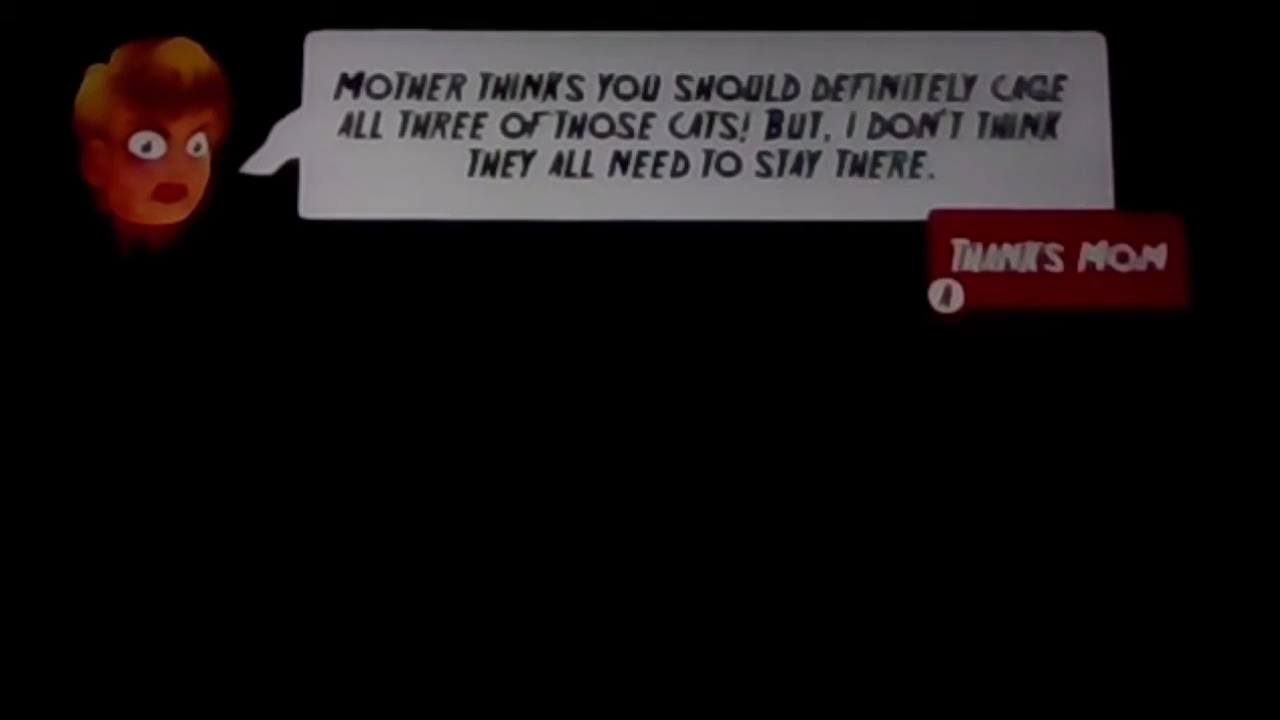 MOTHER THINKS YOU SHOULD DEFINITELY CAGE
ALL THREE OF THOSE CATS! BUT, I DON'T THINK
THEY ALL NEED TO STAY THERE.
THANKS MOM
A